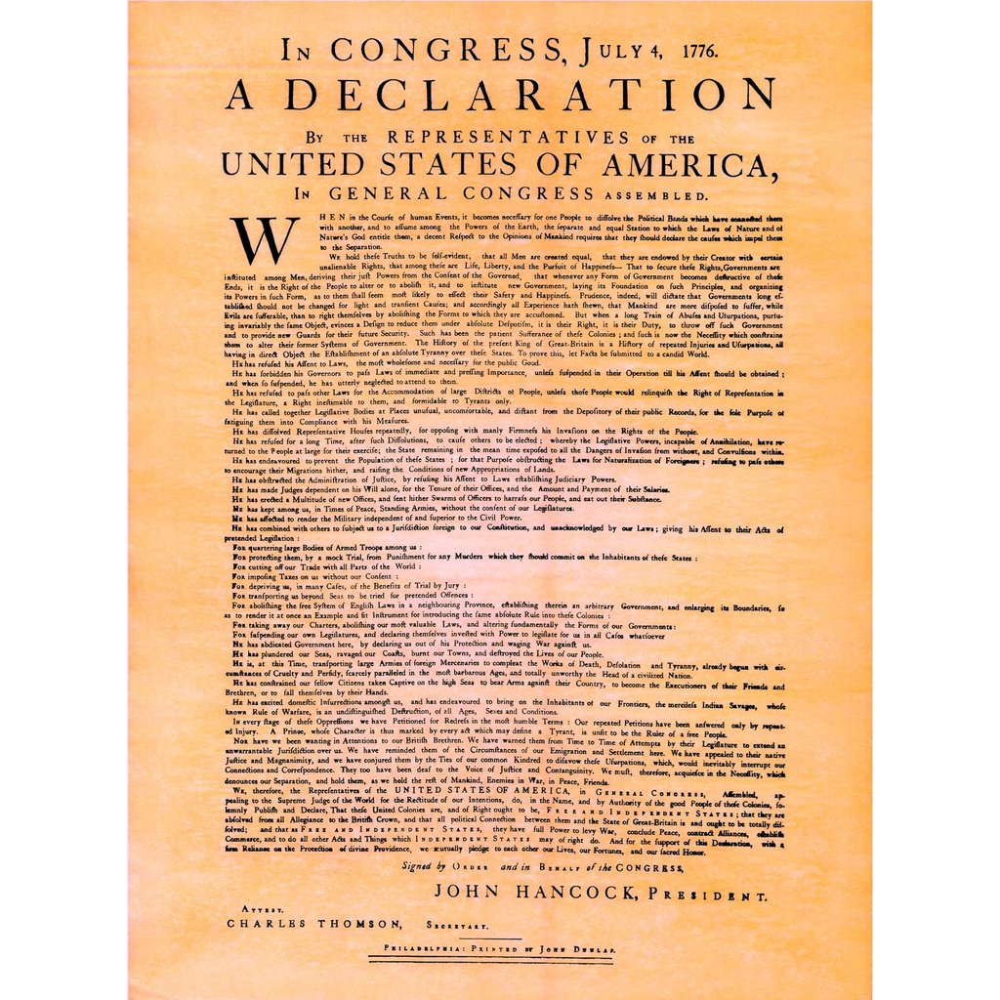 IN CONGRESS, JULY 4, 1776.
A DECLARATION
BY THE REPRESENTATIVES OF THE
UNITED STATES OF AMERICA,
IN GENERAL CONGRESS ASSEMBLED.
WHEN in the Courſe of human Events, it becomes neceſſary for one People to diſſolve the Political Bands which have connected them
with another, and to aſſume among the Powers of the Earth, the ſeparate and equal Station to which the Laws of Nature and of
Nature's God entitle them, a decent Reſpect to the Opinions of Mankind requires that they ſhould declare the cauſes which impel them
to the Separation.
WE hold theſe Truths to be ſelf-evident, that all Men are created equal, that they are endowed by their Creator with certain
unalienable Rights, that among theſe are Life, Liberty, and the Purſuit of Happineſs— That to ſecure theſe Rights, Governments are
inſtituted among Men, deriving their juſt Powers from the Conſent of the Governed, that whenever any Form of Government becomes deſtructive of theſe
Ends, it is the Right of the People to alter or to aboliſh it, and to inſtitute new Government, laying its Foundation on ſuch Principles, and organizing
its Powers in ſuch Form, as to them ſhall ſeem moſt likely to effect their Safety and Happineſs. Prudence, indeed, will dictate that Governments long eſ-
tabliſhed ſhould not be changed for light and tranſient Cauſes; and accordingly all Experience hath ſhewn, that Mankind are more diſpoſed to ſuffer, while
Evils are ſufferable, than to right themſelves by aboliſhing the Forms to which they are accuſtomed. But when a long Train of Abuſes and Uſurpations, purſu-
ing invariably the ſame Object, evinces a Deſign to reduce them under abſolute Deſpotiſm, it is their Right, it is their Duty, to throw off ſuch Government
and to provide new Guards for their future Security. Such has been the patient Sufferance of theſe Colonies; and ſuch is now the Neceſſity which conſtrains
them to alter their former Syſtems of Government. The Hiſtory of the preſent King of Great-Britain is a Hiſtory of repeated Injuries and Uſurpations, all
having in direct Object the Eſtabliſhment of an abſolute Tyranny over theſe States. To prove this, let Facts be ſubmitted to a candid World.
HE has refuſed his Aſſent to Laws, the moſt wholeſome and neceſſary for the public Good.
HE has forbidden his Governors to paſs Laws of immediate and preſſing Importance, unleſs ſuſpended in their Operation till his Aſſent ſhould be obtained;
and when ſo ſuſpended, he has utterly neglected to attend to them.
HE has refuſed to paſs other Laws for the Accommodation of large Diſtricts of People, unleſs thoſe People would relinquiſh the Right of Repreſentation in
the Legiſlature, a Right ineſtimable to them, and formidable to Tyrants only.
HE has called together Legiſlative Bodies at Places unuſual, uncomfortable, and diſtant from the Depoſitory of their public Records, for the ſole Purpoſe of
fatiguing them into Compliance with his Meaſures.
HE has diſſolved Repreſentative Houſes repeatedly, for oppoſing with manly Firmneſs his Invaſions on the Rights of the People.
HE has refuſed for a long Time, after ſuch Diſſolutions, to cauſe others to be elected; whereby the Legiſlative Powers, incapable of Annihilation, have re-
turned to the People at large for their exerciſe; the State remaining in the mean time expoſed to all the Dangers of Invaſion from without, and Convulſions within.
HE has endeavoured to prevent the Population of theſe States; for that Purpoſe obſtructing the Laws for Naturalization of Foreigners; refuſing to paſs others
to encourage their Migrations hither, and raiſing the Conditions of new Appropriations of Lands.
HE has obſtructed the Adminiſtration of Juſtice, by refuſing his Aſſent to Laws eſtabliſhing Judiciary Powers.
HE has made Judges dependent on his Will alone, for the Tenure of their Offices, and the Amount and Payment of their Salaries.
HE has erected a Multitude of new Offices, and ſent hither Swarms of Officers to harraſs our People, and eat out their Subſtance.
HE has kept among us, in Times of Peace, Standing Armies, without the conſent of our Legiſlatures.
HE has affected to render the Military independent of and ſuperior to the Civil Power.
HE has combined with others to ſubject us to a Juriſdiction foreign to our Conſtitution, and unacknowledged by our Laws; giving his Aſſent to their Acts of
pretended Legiſlation:
FOR quartering large Bodies of Armed Troops among us:
FOR protecting them, by a mock Trial, from Puniſhment for any Murders which they ſhould commit on the Inhabitants of theſe States:
FOR cutting off our Trade with all Parts of the World:
FOR impoſing Taxes on us without our Conſent:
FOR depriving us, in many Caſes, of the Benefits of Trial by Jury:
FOR tranſporting us beyond Seas to be tried for pretended Offences:
FOR aboliſhing the free Syſtem of Engliſh Laws in a neighbouring Province, eſtabliſhing therein an arbitrary Government, and enlarging its Boundaries, ſo
as to render it at once an Example and fit Inſtrument for introducing the ſame abſolute Rule into theſe Colonies:
FOR taking away our Charters, aboliſhing our moſt valuable Laws, and altering fundamentally the Forms of our Governments:
FOR ſuſpending our own Legiſlatures, and declaring themſelves inveſted with Power to legiſlate for us in all Caſes whatſoever
HE has abdicated Government here, by declaring us out of his Protection and waging War againſt us.
HE has plundered our Seas, ravaged our Coaſts, burnt our Towns, and deſtroyed the Lives of our People.
HE is, at this Time, tranſporting large Armies of foreign Mercenaries to compleat the Works of Death, Deſolation and Tyranny, already begun with cir-
cumſtances of Cruelty and Perfidy, ſcarcely paralleled in the moſt barbarous Ages, and totally unworthy the Head of a civilized Nation.
HE has conſtrained our fellow Citizens taken Captive on the high Seas to bear Arms againſt their Country, to become the Executioners of their Friends and
Brethren, or to fall themſelves by their Hands.
HE has excited domeſtic Inſurrections amongſt us, and has endeavoured to bring on the Inhabitants of our Frontiers, the mercileſs Indian Savages, whoſe
known Rule of Warfare, is an undiſtinguiſhed Deſtruction, of all Ages, Sexes and Conditions.
IN every ſtage of theſe Oppreſſions we have Petitioned for Redreſs in the moſt humble Terms: Our repeated Petitions have been anſwered only by repeat-
ed Injury. A Prince, whoſe Character is thus marked by every act which may define a Tyrant, is unfit to be the Ruler of a free People.
NOR have we been wanting in Attentions to our Britiſh Brethren. We have warned them from Time to Time of Attempts by their Legiſlature to extend an
unwarrantable Juriſdiction over us. We have reminded them of the Circumſtances of our Emigration and Settlement here. We have appealed to their native
Juſtice and Magnanimity, and we have conjured them by the Ties of our common Kindred to diſavow theſe Uſurpations, which, would inevitably interrupt our
Connections and Correſpondence. They too have been deaf to the Voice of Juſtice and Conſanguinity. We muſt, therefore, acquieſce in the Neceſſity, which
denounces our Separation, and hold them, as we hold the reſt of Mankind, Enemies in War, in Peace, Friends.
WE, therefore, the Repreſentatives of the UNITED STATES OF AMERICA, in GENERAL CONGRESS, Aſſembled, ap-
pealing to the Supreme Judge of the World for the Rectitude of our Intentions, do, in the Name, and by Authority of the good People of theſe Colonies, ſo-
lemnly Publiſh and Declare, That theſe United Colonies are, and of Right ought to be, FREE AND INDEPENDENT STATES; that they are
abſolved from all Allegiance to the Britiſh Crown, and that all political Connection between them and the State of Great-Britain is and ought to be totally diſ-
ſolved; and that as FREE AND INDEPENDENT STATES, they have full Power to levy War, conclude Peace, contract Alliances, eſtabliſh
Commerce, and to do all other Acts and Things which INDEPENDENT STATES may of right do. And for the ſupport of this Declaration, with a
firm Reliance on the Protection of divine Providence, we mutually pledge to each other our Lives, our Fortunes, and our ſacred Honor.
Signed by ORDER and in BEHALF of the CONGRESS,
JOHN HANCOCK, PRESIDENT.
ATTEST.
CHARLES THOMSON, SECRETARY.
PHILADELPHIA: PRINTED BY JOHN DUNLAP.